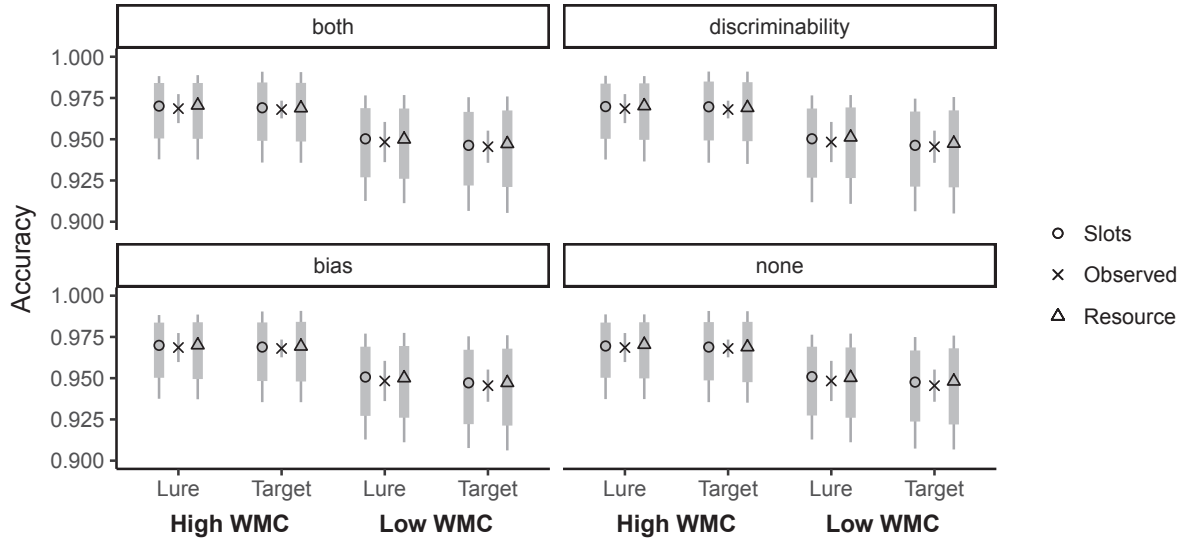 both
discriminability
1.000
0.975
0.950
0.925
0.900
Accuracy
bias
none
1.000
0.975
0.950
0.925
0.900
Lure Target Lure Target
Lure Target Lure Target
High WMC Low WMC
High WMC Low WMC
Slots
Observed
Resource